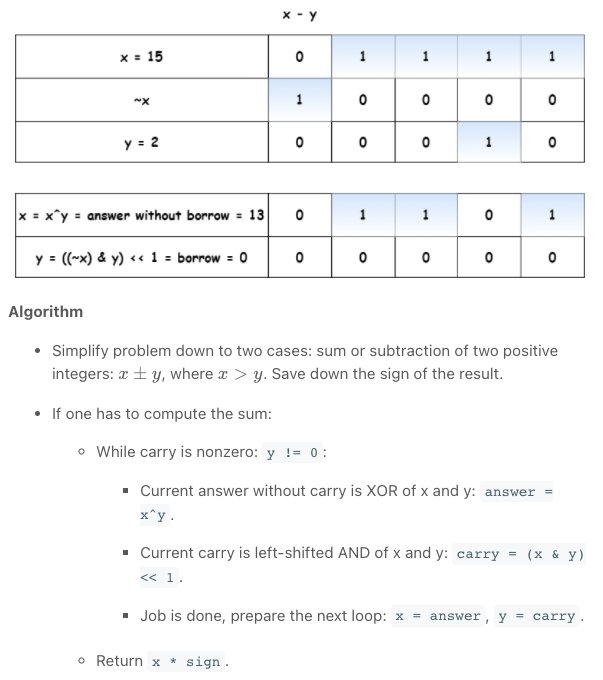 x - y
x = 15 0 1 1 1 1
~x 1 0 0 0 0
y = 2 0 0 0 1 0
x = x^y = answer without borrow = 13 0 1 1 0 1
y = ((~x) & y) << 1 = borrow = 0 0 0 0 0 0
Algorithm
• Simplify problem down to two cases: sum or subtraction of two positive
integers: x ± y, where x > y. Save down the sign of the result.
• If one has to compute the sum:
○ While carry is nonzero: y != 0 :
▪ Current answer without carry is XOR of x and y: answer =
x^y .
▪ Current carry is left-shifted AND of x and y: carry = (x & y)
<< 1 .
▪ Job is done, prepare the next loop: x = answer , y = carry .
○ Return x * sign .